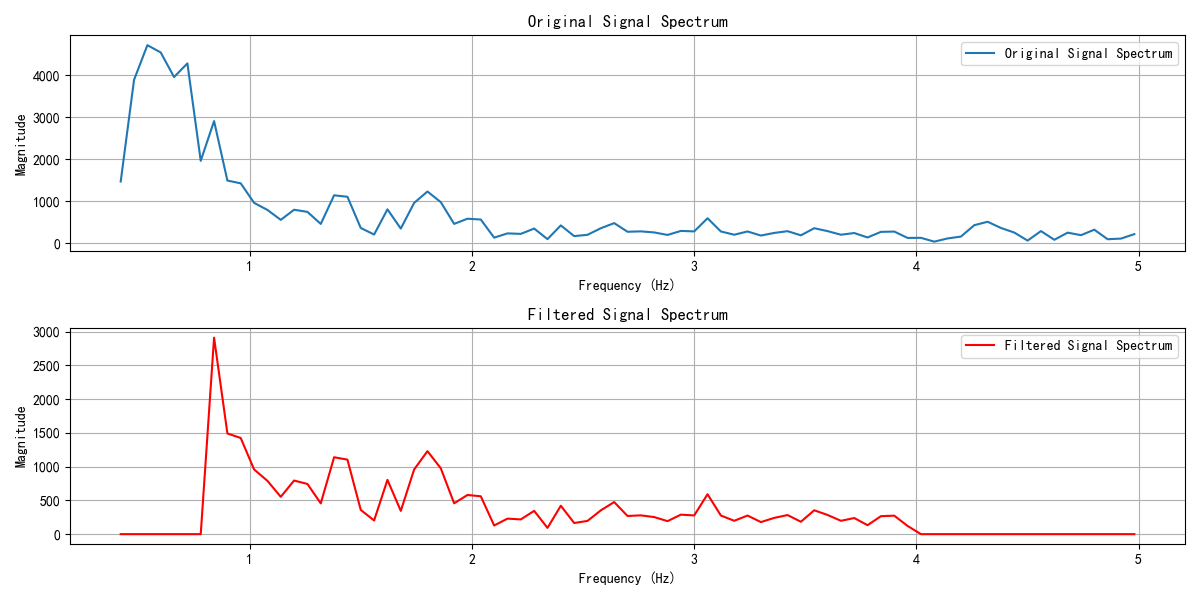 Original Signal Spectrum
Original Signal Spectrum
Magnitude
4000
3000
2000
1000
0
1
2
3
4
5
Frequency (Hz)
Filtered Signal Spectrum
Filtered Signal Spectrum
Magnitude
3000
2500
2000
1500
1000
500
0
1
2
3
4
5
Frequency (Hz)